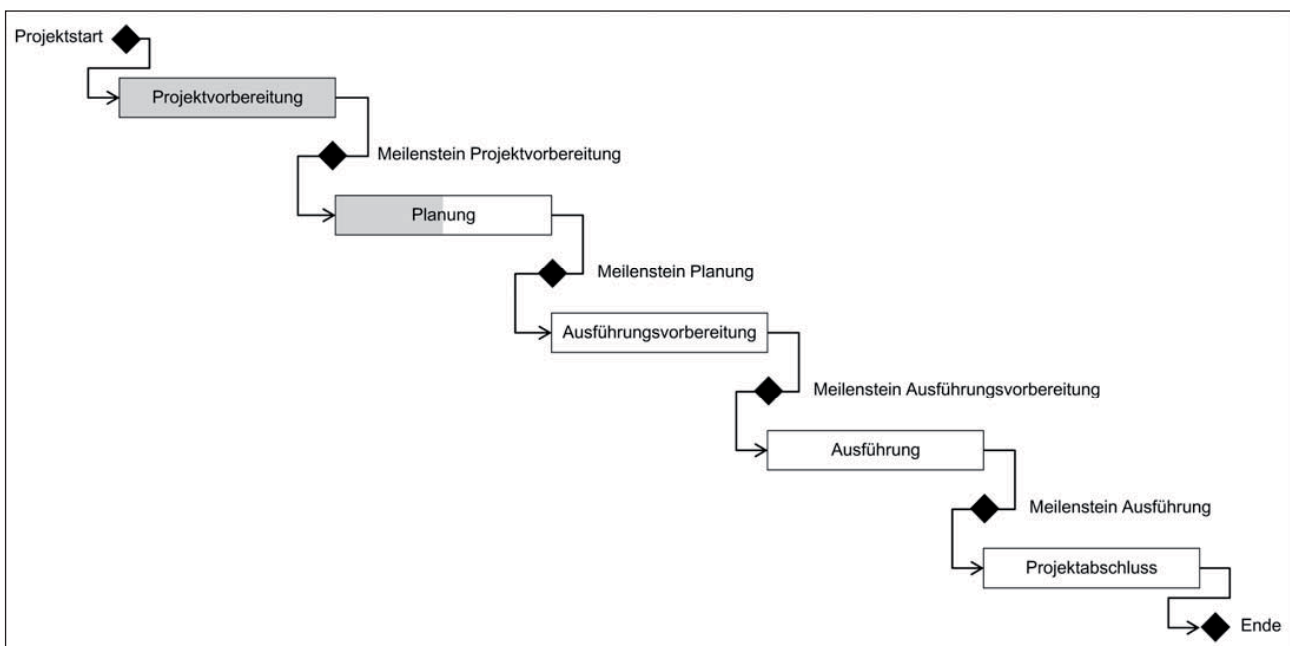 Projektstart
Projektvorbereitung
Meilenstein Projektvorbereitung
Planung
Meilenstein Planung
Ausführungsvorbereitung
Meilenstein Ausführungsvorbereitung
Ausführung
Meilenstein Ausführung
Projektabschluss
Ende